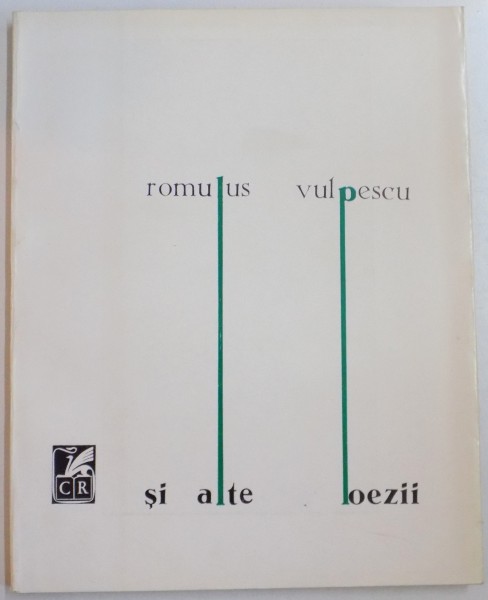 romulus vulpescu
CR
și alte poezii